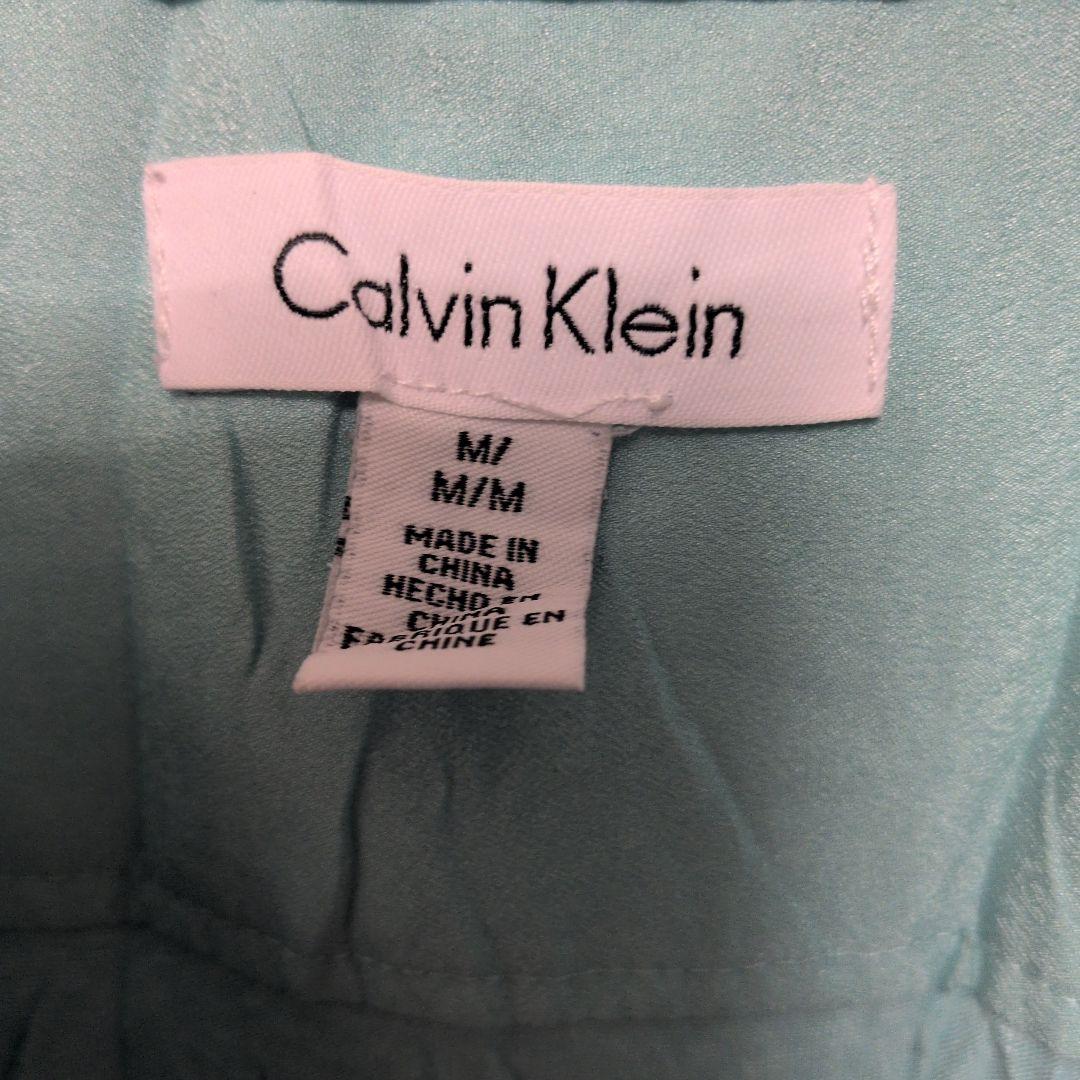 Calvin Klein
M/
M/M
MADE IN
CHINA
HECHO EN
CHINA
FABRIQUE EN
CHINE